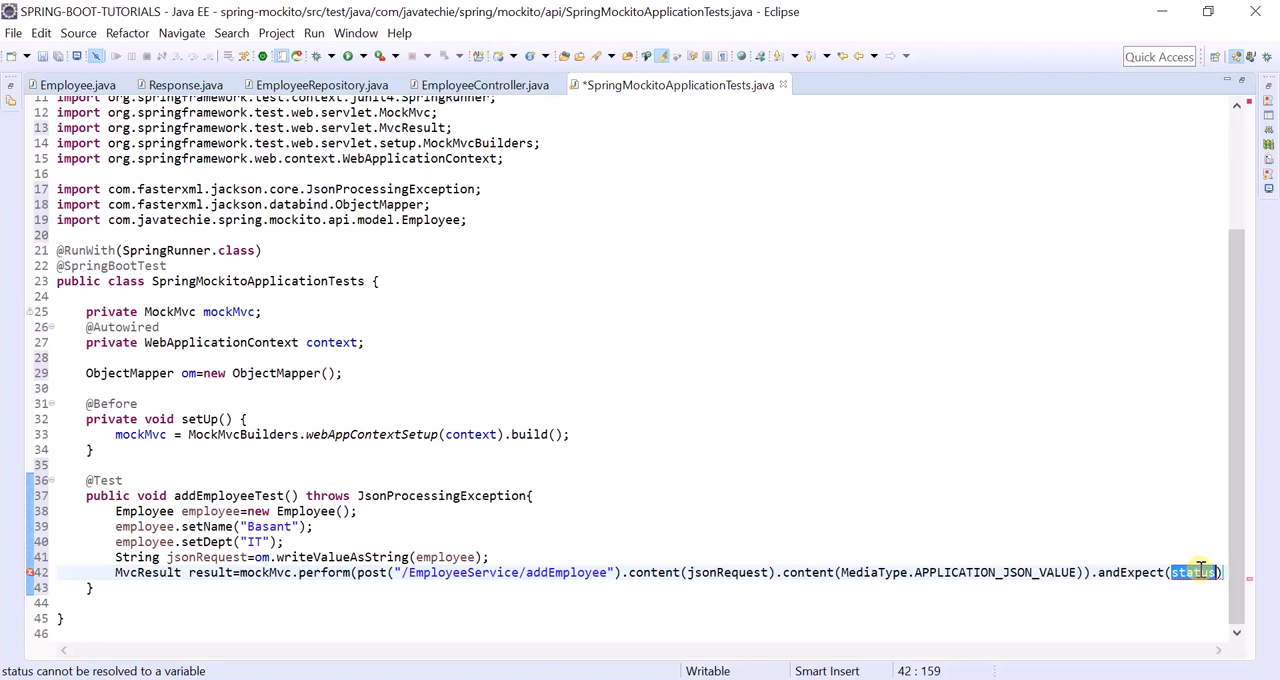 SPRING-BOOT-TUTORIALS - Java EE - spring-mockito/src/test/java/com/javatechie/spring/mockito/api/SpringMockitoApplicationTests.java - Eclipse
File Edit Source Refactor Navigate Search Project Run Window Help
Quick Access
Employee.java Response.java EmployeeRepository.java EmployeeController.java *SpringMockitoApplicationTests.java
11 import org.springframework.test.context.junit4.SpringRunner;
12 import org.springframework.test.web.servlet.MockMvc;
13 import org.springframework.test.web.servlet.MvcResult;
14 import org.springframework.test.web.servlet.setup.MockMvcBuilders;
15 import org.springframework.web.context.WebApplicationContext;
16
17 import com.fasterxml.jackson.core.JsonProcessingException;
18 import com.fasterxml.jackson.databind.ObjectMapper;
19 import com.javatechie.spring.mockito.api.model.Employee;
20
21 @RunWith(SpringRunner.class)
22 @SpringBootTest
23 public class SpringMockitoApplicationTests {
24
25 private MockMvc mockMvc;
26 @Autowired
27 private WebApplicationContext context;
28
29 ObjectMapper om=new ObjectMapper();
30
31 @Before
32 private void setUp() {
33 mockMvc = MockMvcBuilders.webAppContextSetup(context).build();
34 }
35
36 @Test
37 public void addEmployeeTest() throws JsonProcessingException{
38 Employee employee=new Employee();
39 employee.setName("Basant");
40 employee.setDept("IT");
41 String jsonRequest=om.writeValueAsString(employee);
42 MvcResult result=mockMvc.perform(post("/EmployeeService/addEmployee").content(jsonRequest).content(MediaType.APPLICATION_JSON_VALUE)).andExpect(status)
43 }
44
45 }
46
status cannot be resolved to a variable Writable Smart Insert 42 : 159